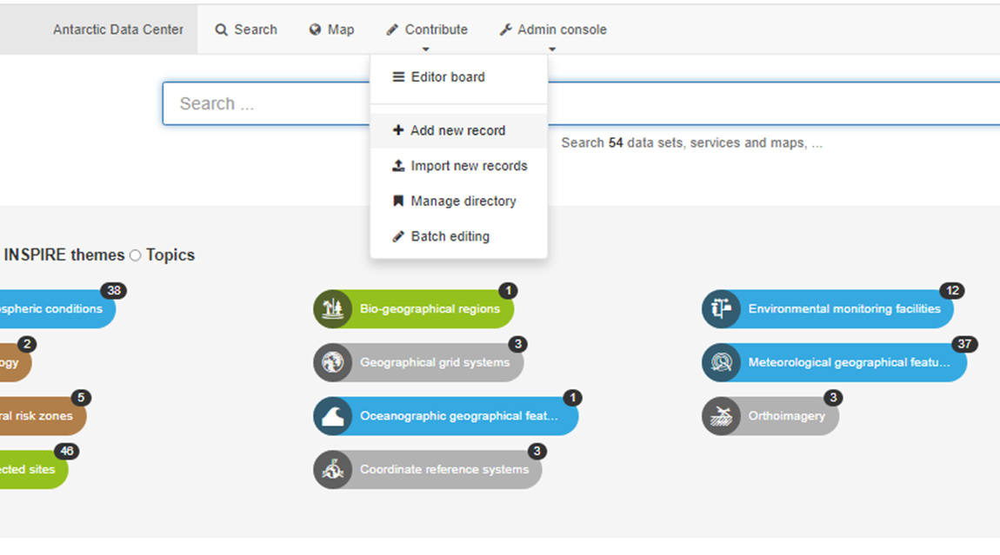 Antarctic Data Center Search Map Contribute Admin console
Editor board
Search ...
Add new record
Search 54 data sets, services and maps, ...
Import new records
Manage directory
Batch editing
INSPIRE themes Topics
38
spheric conditions
1
Bio-geographical regions
12
Environmental monitoring facilities
2
ogy
3
Geographical grid systems
37
Meteorological geographical featu...
5
ral risk zones
1
Oceanographic geographical feat...
3
Orthoimagery
46
cted sites
3
Coordinate reference systems